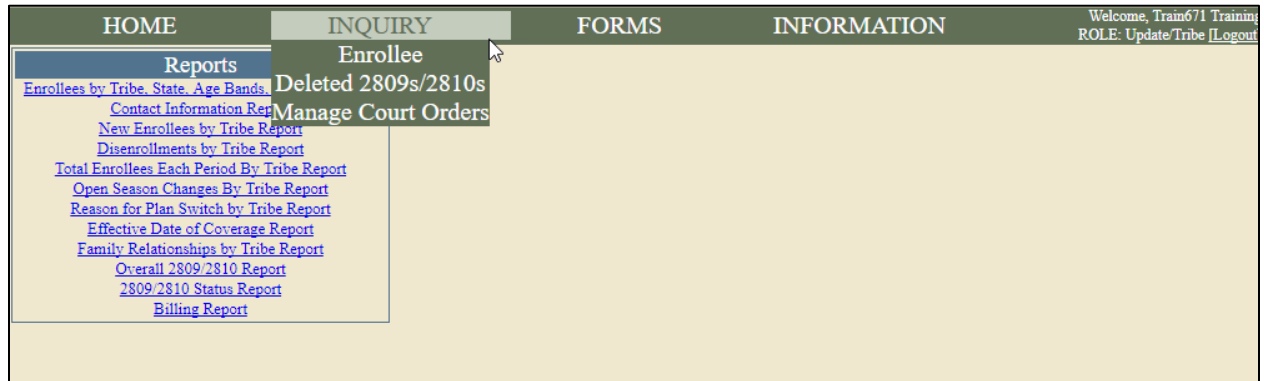 HOME INQUIRY FORMS INFORMATION
Welcome, Train671 Training
ROLE: Update/Tribe [Logout
Enrollee
Deleted 2809s/2810s
Manage Court Orders
Reports
Enrollees by Tribe, State, Age Bands,
Contact Information
New Enrollees by Tribe Report
Disenrollments by Tribe Report
Total Enrollees Each Period By Tribe Report
Open Season Changes By Tribe Report
Reason for Plan Switch by Tribe Report
Effective Date of Coverage Report
Family Relationships by Tribe Report
Overall 2809/2810 Report
2809/2810 Status Report
Billing Report